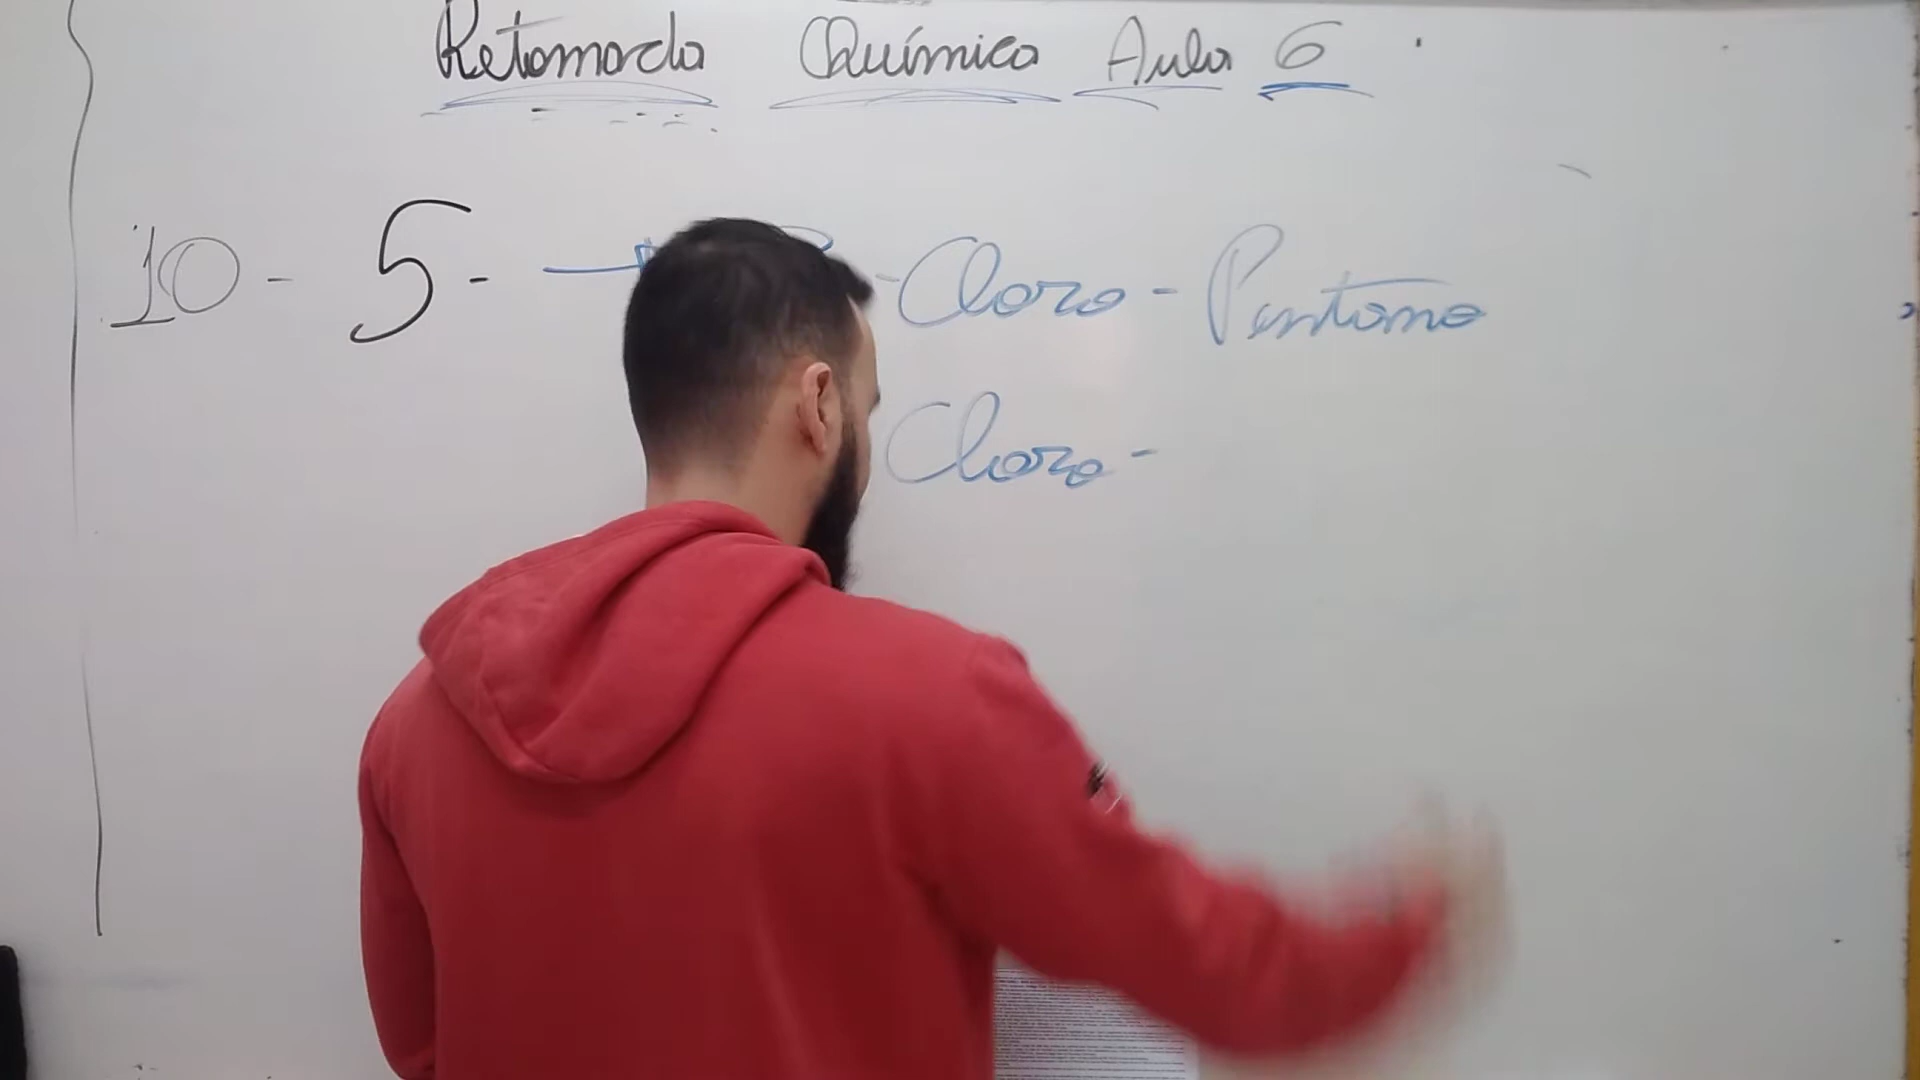 Retomada Química Aula 6
10 - 5 - → - Cloro - Pentano
Cloro -